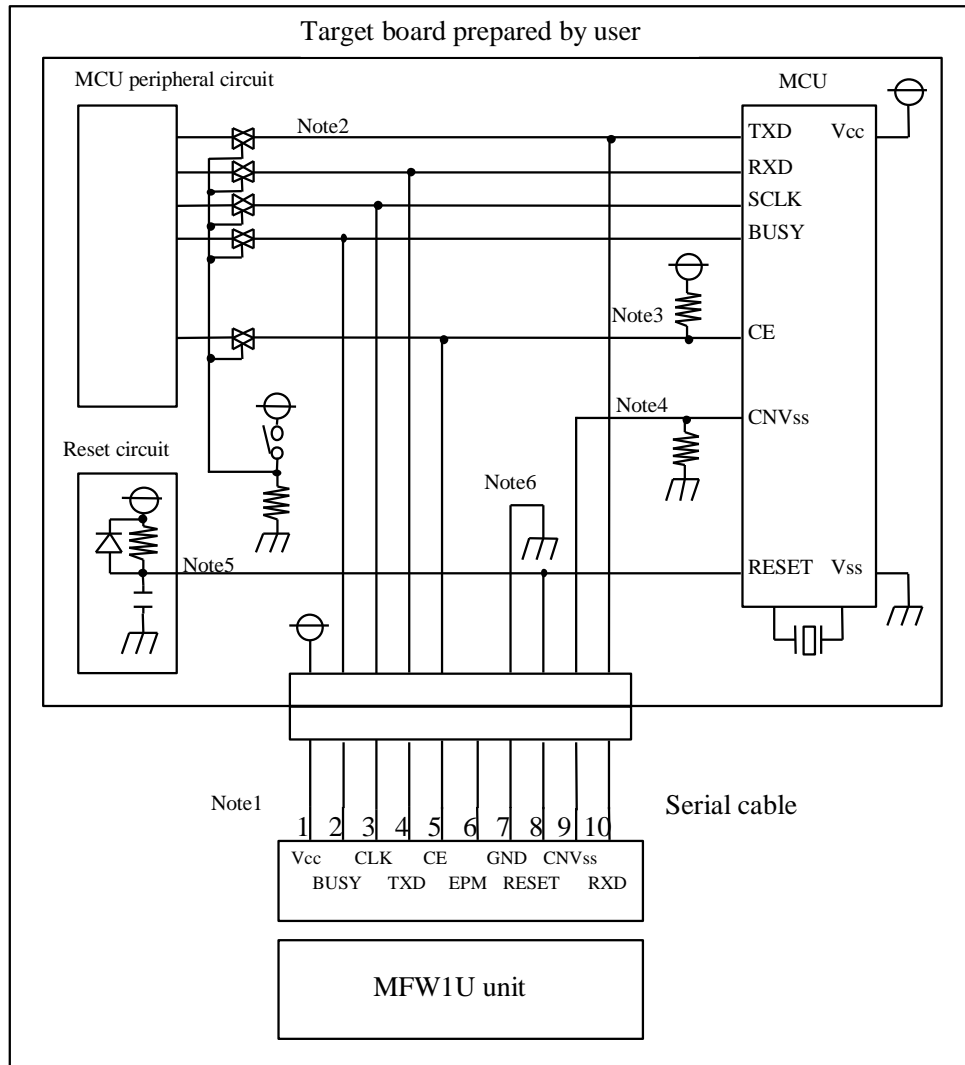 Target board prepared by user
MCU peripheral circuit
MCU
Note2
TXD Vcc
RXD
SCLK
BUSY
Note3
CE
Note4
CNVss
Reset circuit
Note6
Note5
RESET Vss
Note1
Serial cable
1 2 3 4 5 6 7 8 9 10
Vcc CLK CE GND CNVss
BUSY TXD EPM RESET RXD
MFW1U unit